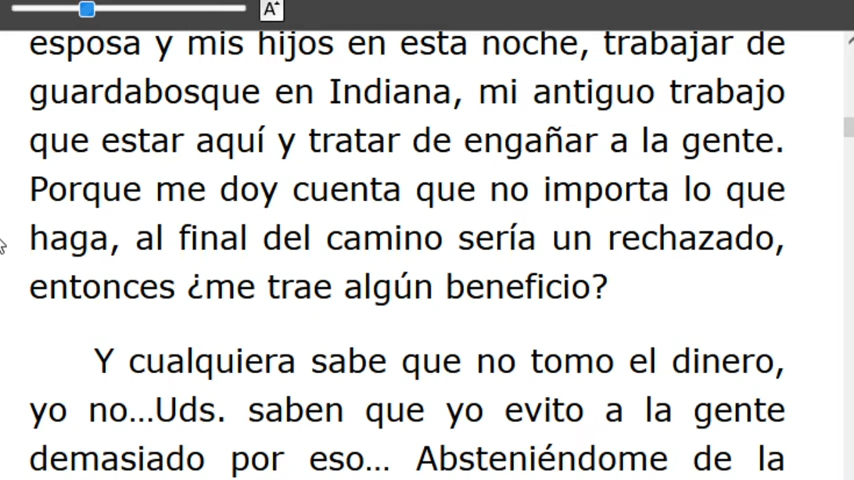 A
esposa y mis hijos en esta noche, trabajar de
guardabosque en Indiana, mi antiguo trabajo
que estar aquí y tratar de engañar a la gente.
Porque me doy cuenta que no importa lo que
haga, al final del camino sería un rechazado,
entonces ¿me trae algún beneficio?
Y cualquiera sabe que no tomo el dinero,
yo no...Uds. saben que yo evito a la gente
demasiado por eso... Absteniéndome de la